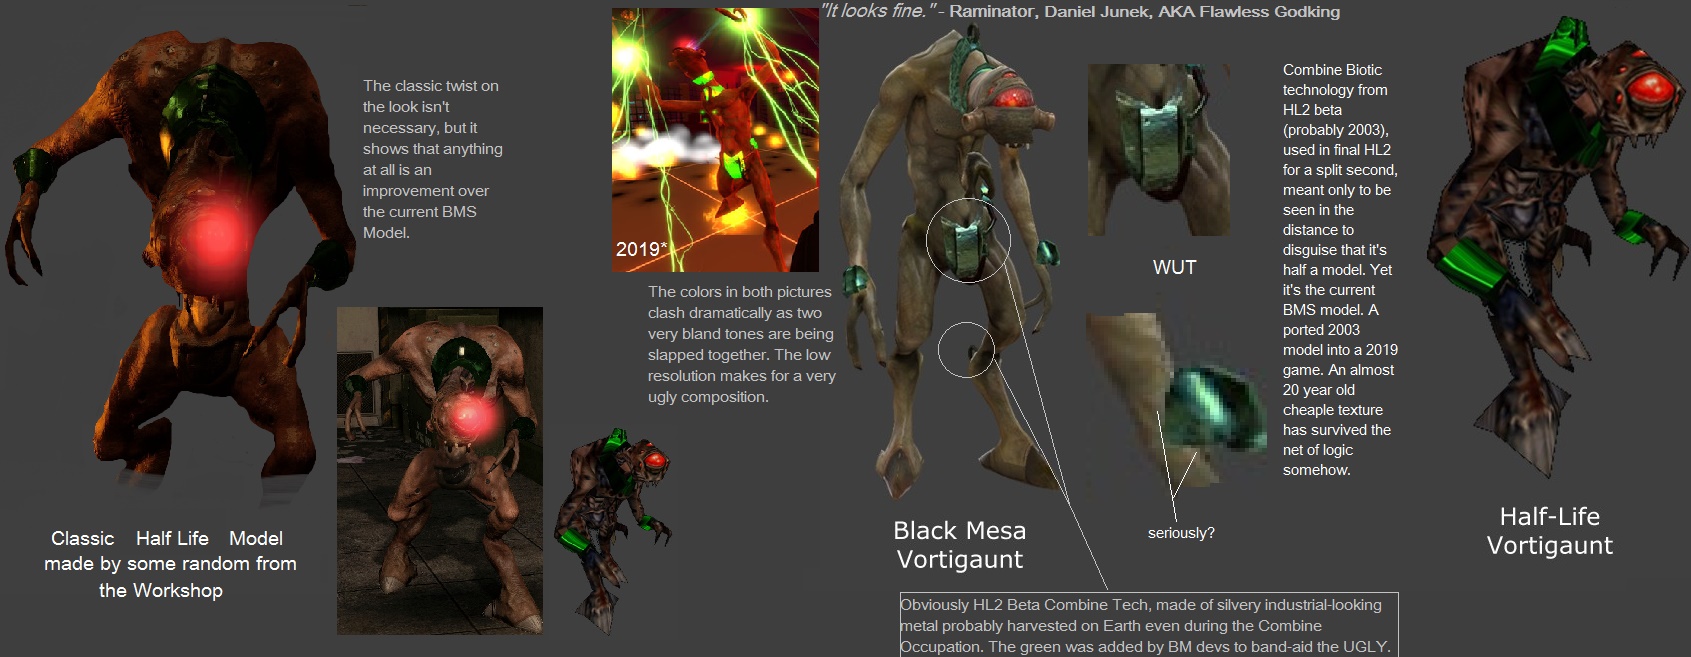 "It looks fine." - Raminator, Daniel Junek, AKA Flawless Godking
The classic twist on
the look isn't
necessary, but it
shows that anything
at all is an
improvement over
the current BMS
Model.
2019*
The colors in both pictures
clash dramatically as two
very bland tones are being
slapped together. The low
resolution makes for a very
ugly composition.
WUT
seriously?
Combine Biotic
technology from
HL2 beta
(probably 2003),
used in final HL2
for a split second,
meant only to be
seen in the
distance to
disguise that it's
half a model. Yet
it's the current
BMS model. A
ported 2003
model into a 2019
game. An almost
20 year old
cheaple texture
has survived the
net of logic
somehow.
Classic Half Life Model
made by some random from
the Workshop
Black Mesa
Vortigaunt
Half-Life
Vortigaunt
Obviously HL2 Beta Combine Tech, made of silvery industrial-looking
metal probably harvested on Earth even during the Combine
Occupation. The green was added by BM devs to band-aid the UGLY.